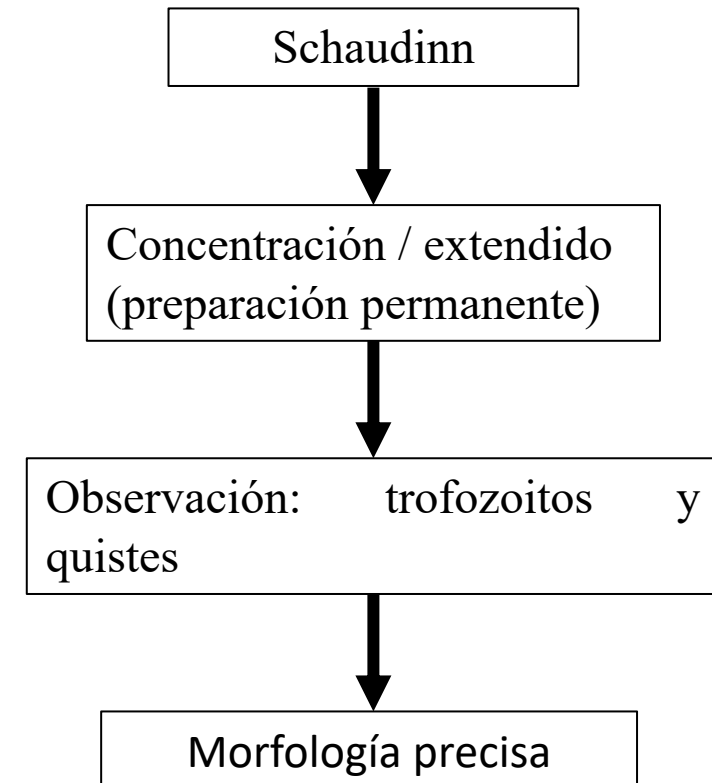 Schaudinn
Concentración / extendido
(preparación permanente)
Observación: trofozoitos y
quistes
Morfología precisa